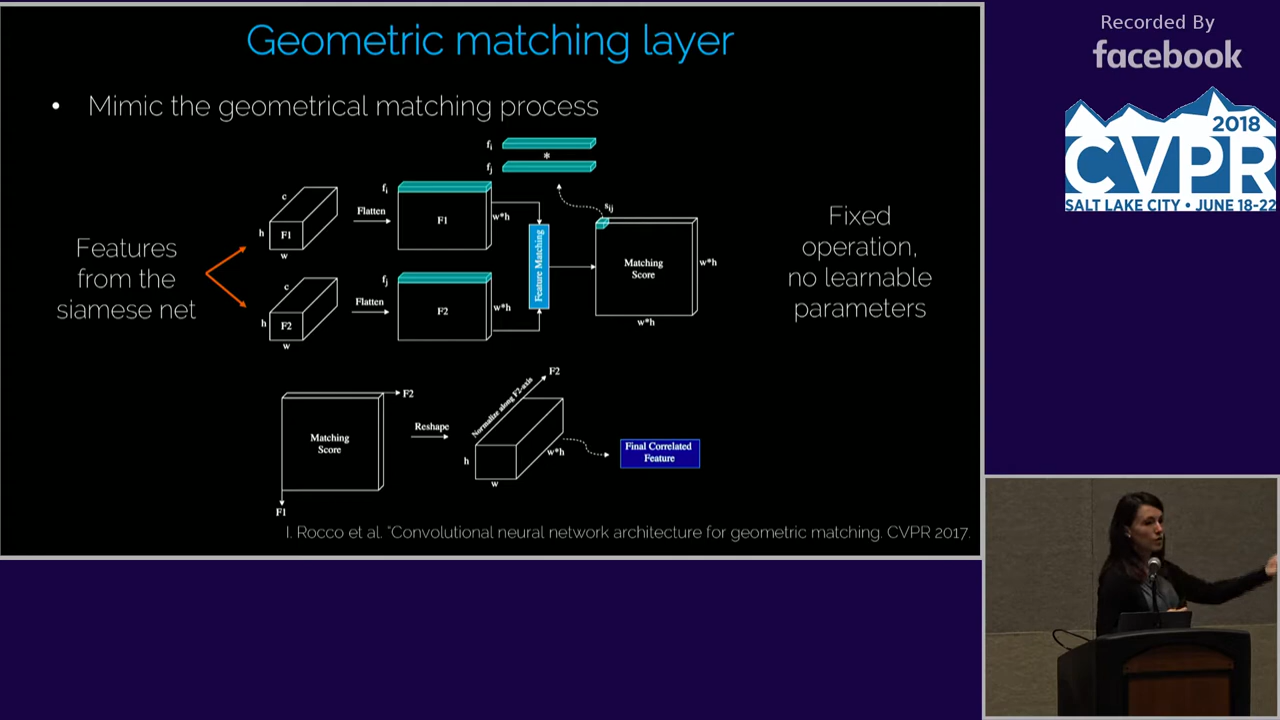 Geometric matching layer
• Mimic the geometrical matching process
Features
from the
siamese net
c
h
F1
w
Flatten
fi
F1
w*h
fi
*
fj
sij
c
h
F2
w
Flatten
fj
F2
w*h
Feature Matching
Matching
Score
w*h
w*h
Fixed
operation,
no learnable
parameters
Matching
Score
F2
F1
Reshape
Normalize along F2-axis
F2
h
w
w*h
Final Correlated
Feature
I. Rocco et al. "Convolutional neural network architecture for geometric matching. CVPR 2017.
Recorded By
facebook
2018
CVPR
SALT LAKE CITY • JUNE 18-22